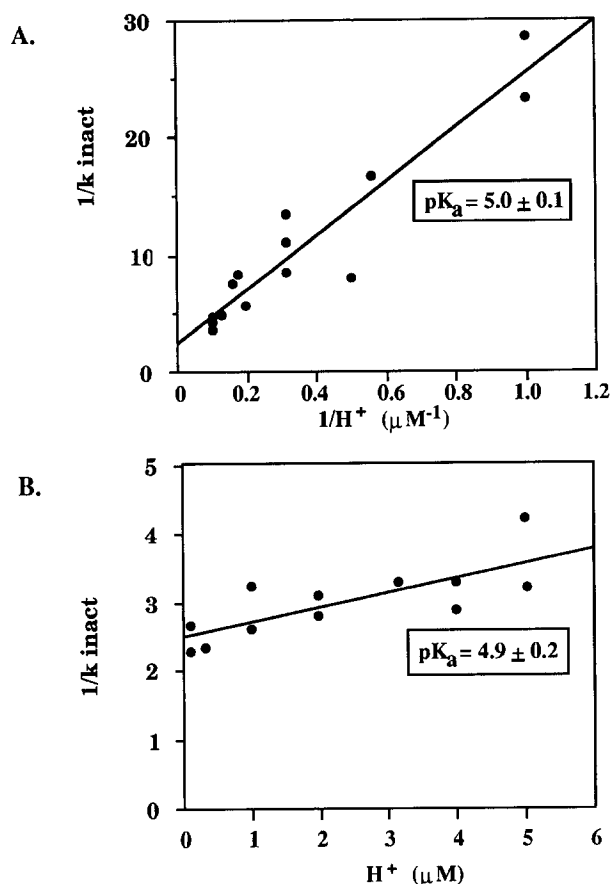 A.
30
20
10
0
1/k inact
pKₐ = 5.0 ± 0.1
0 0.2 0.4 0.6 0.8 1.0 1.2
1/H⁺ (μM⁻¹)
B.
5
4
3
2
1
0
1/k inact
pKₐ = 4.9 ± 0.2
0 1 2 3 4 5 6
H⁺ (μM)